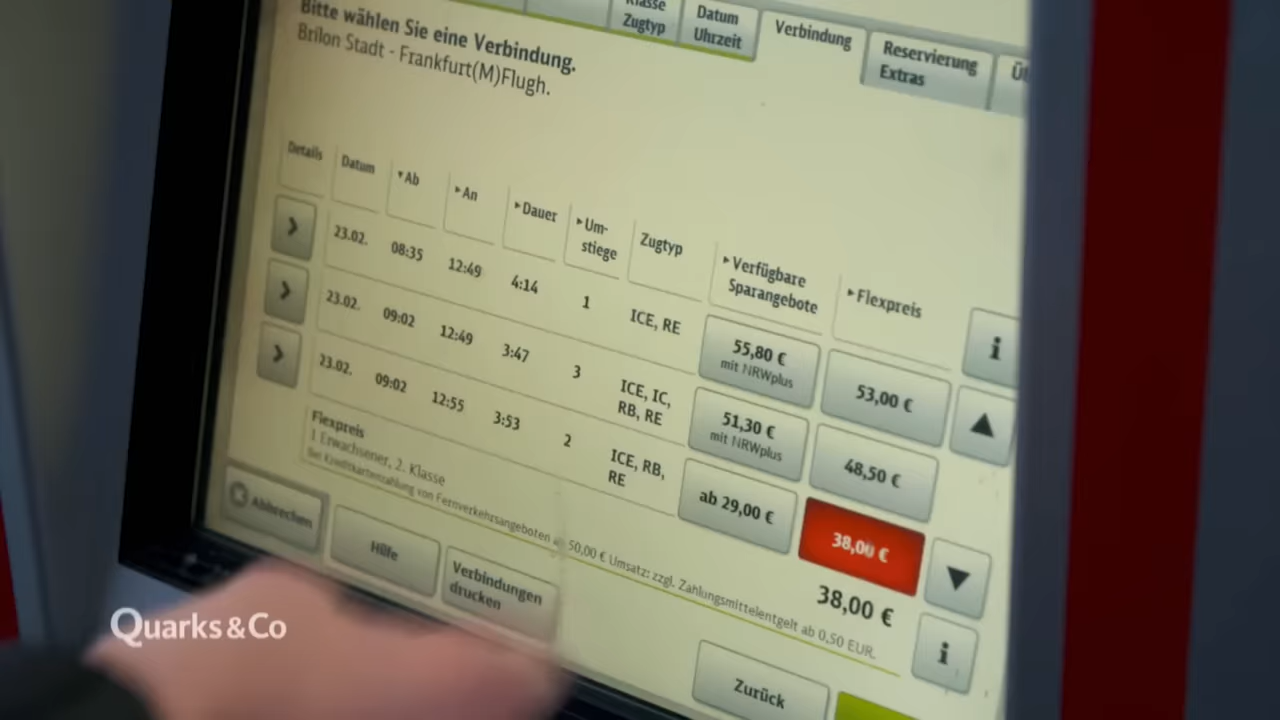 Klasse
Zugtyp
Datum
Uhrzeit
Verbindung
Reservierung
Extras
Bitte wählen Sie eine Verbindung.
Brilon Stadt - Frankfurt(M)Flugh.
Details
Datum
Ab
An
Dauer
Um-
stiege
Zugtyp
Verfügbare
Sparangebote
Flexpreis
23.02. 08:35 12:49 4:14 1 ICE, RE
55,80 €
mit NRWplus
53,00 €
23.02. 09:02 12:49 3:47 3 ICE, IC,
RB, RE
51,30 €
mit NRWplus
48,50 €
23.02. 09:02 12:55 3:53 2 ICE, RB,
RE
ab 29,00 €
38,00 €
Flexpreis
1 Erwachsener, 2. Klasse
38,00 €
Bei Kreditkartenzahlung von Fernverkehrsangeboten ab 50,00 € Umsatz: zzgl. Zahlungsmittelentgelt ab 0,50 EUR.
Abbrechen
Hilfe
Verbindungen
drucken
Zurück
Quarks&Co